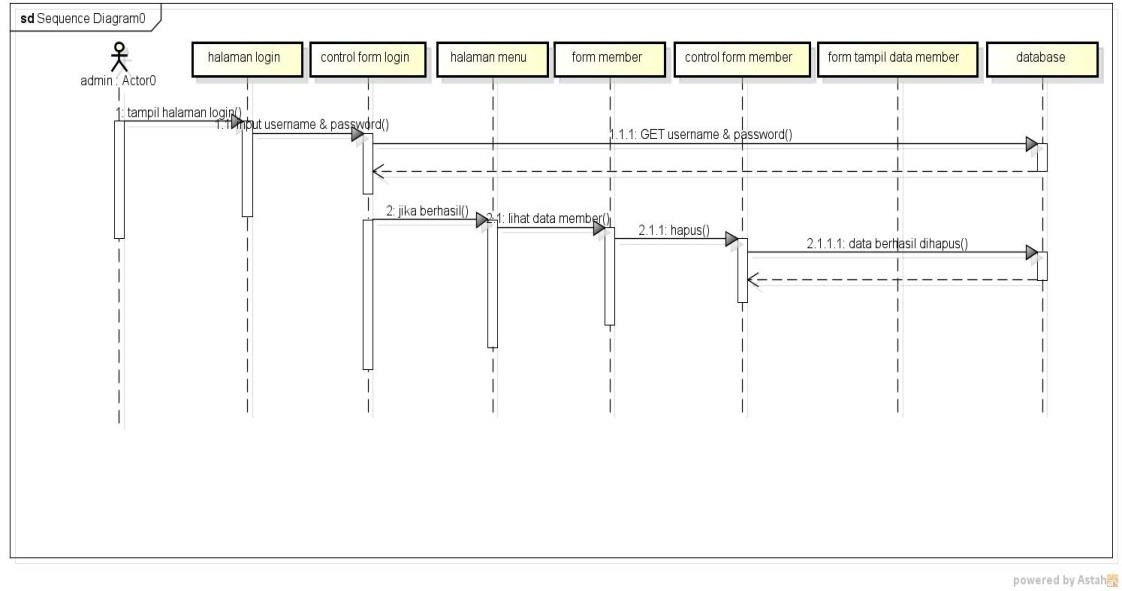 sd Sequence Diagram0
admin : Actor0
halaman login
control form login
halaman menu
form member
control form member
form tampil data member
database
1: tampil halaman login()
1.1: input username & password()
1.1.1: GET username & password()
2: jika berhasil()
2.1: lihat data member()
2.1.1: hapus()
2.1.1.1: data berhasil dihapus()
powered by Astah